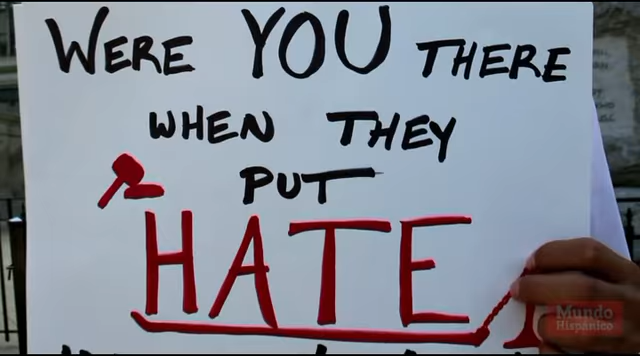 WERE YOU THERE
WHEN THEY
PUT
HATE
Mundo
Hispánico